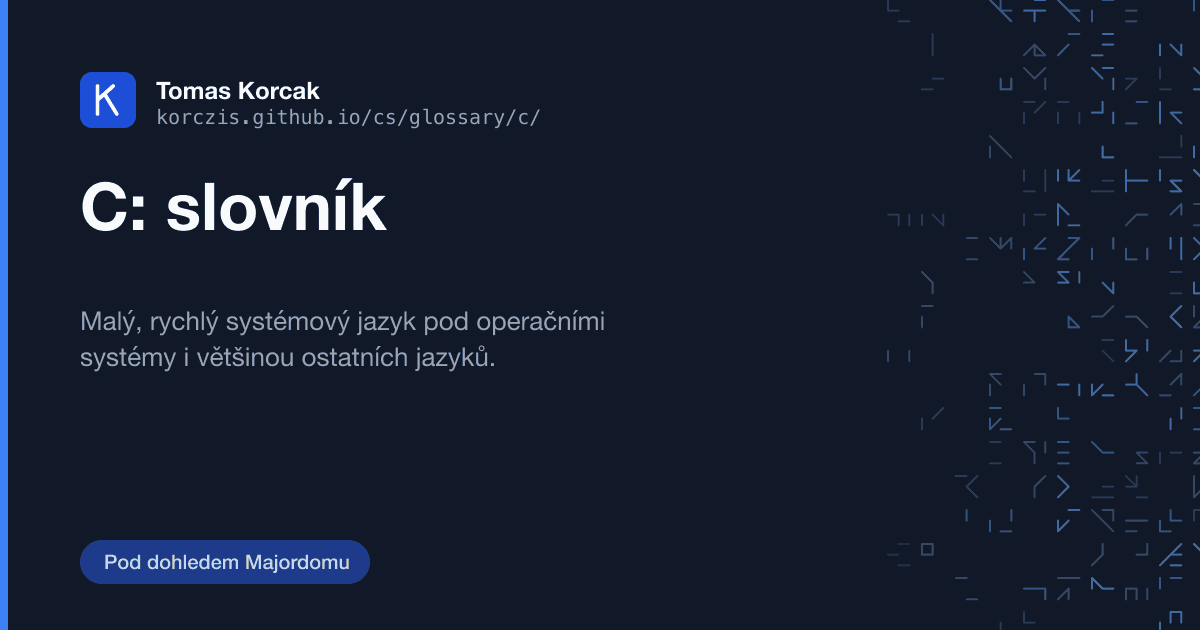 K
Tomas Korcak
korczis.github.io/cs/glossary/c/
C: slovník
Malý, rychlý systémový jazyk pod operačními
systémy i většinou ostatních jazyků.
Pod dohledem Majordomu